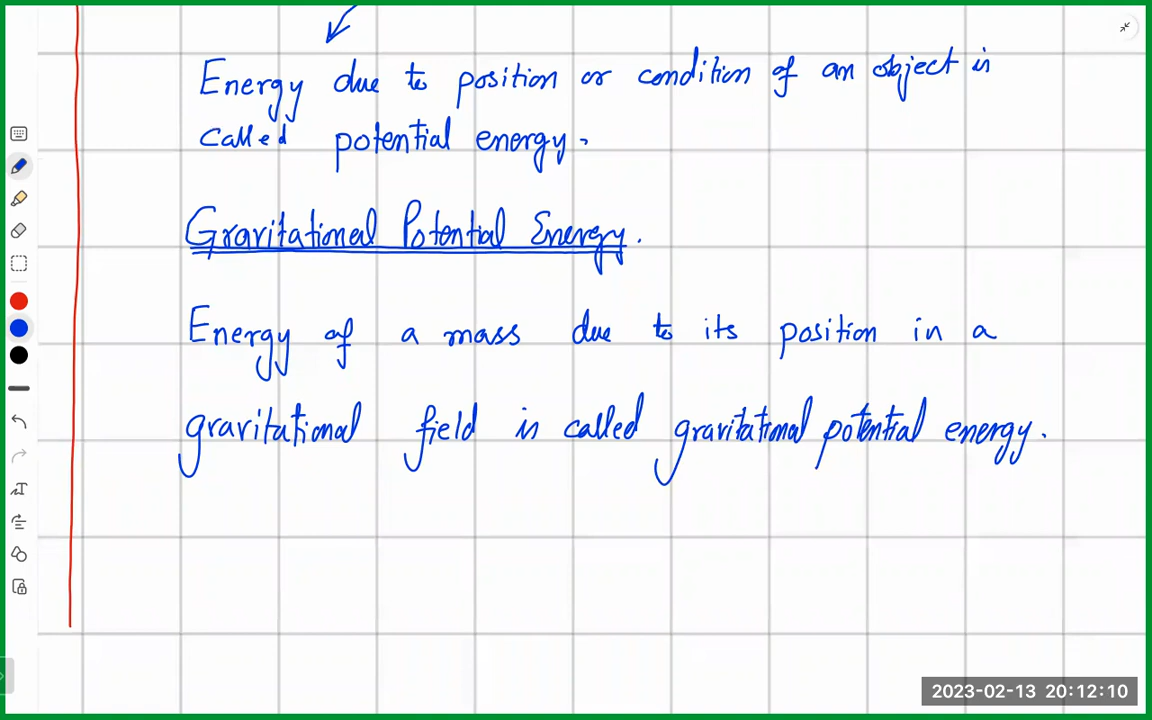 Energy due to position or condition of an object is
called potential energy.
Gravitational Potential Energy.
Energy of a mass due to its position in a
gravitational field is called gravitational potential energy.
2023-02-13 20:12:10